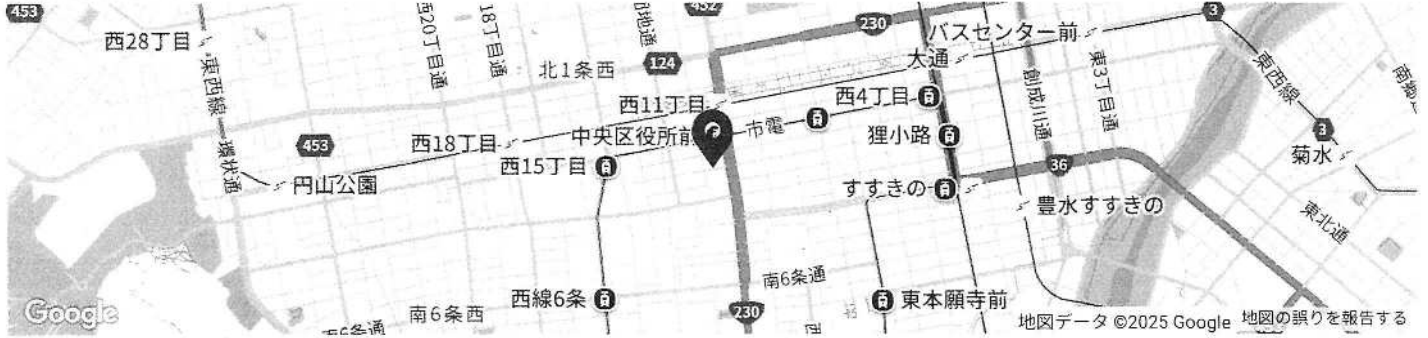 453
西28丁目
東西線
環状通
西20丁目通
18丁目通
452
230
バスセンター前
大通
3
東西線
北1条西
124
創成川通
東3丁目通
西11丁目
西4丁目
市電
中央区役所前
狸小路
3
菊水
453
西18丁目
西15丁目
円山公園
36
すすきの
豊水すすきの
東北通
南6条通
西線6条
東本願寺前
230
南6条西
南6条通
Google
地図データ ©2025 Google
地図の誤りを報告する